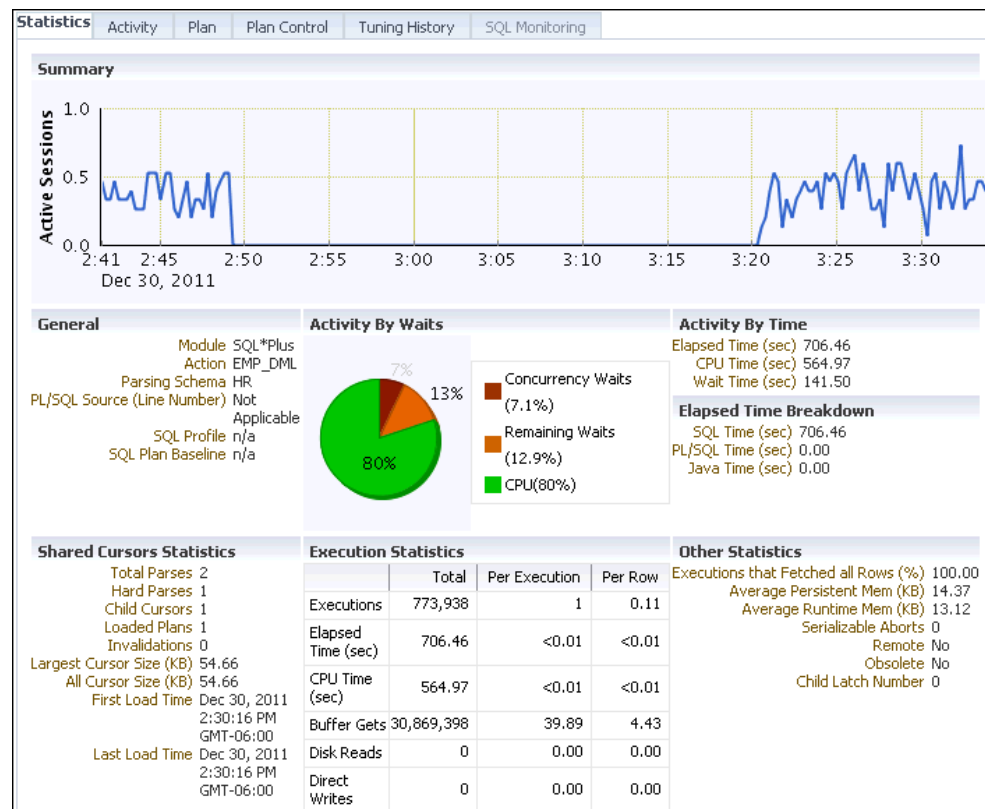 Statistics Activity Plan Plan Control Tuning History SQL Monitoring
Summary
Active Sessions
1.0
0.5
0.0
2:41 2:45 2:50 2:55 3:00 3:05 3:10 3:15 3:20 3:25 3:30
Dec 30, 2011
General
Module SQL*Plus
Action EMP_DML
Parsing Schema HR
PL/SQL Source (Line Number) Not
Applicable
SQL Profile n/a
SQL Plan Baseline n/a
Activity By Waits
7%
13%
80%
Concurrency Waits
(7.1%)
Remaining Waits
(12.9%)
CPU(80%)
Activity By Time
Elapsed Time (sec) 706.46
CPU Time (sec) 564.97
Wait Time (sec) 141.50
Elapsed Time Breakdown
SQL Time (sec) 706.46
PL/SQL Time (sec) 0.00
Java Time (sec) 0.00
Shared Cursors Statistics
Total Parses 2
Hard Parses 1
Child Cursors 1
Loaded Plans 1
Invalidations 0
Largest Cursor Size (KB) 54.66
All Cursor Size (KB) 54.66
First Load Time Dec 30, 2011
2:30:16 PM
GMT-06:00
Last Load Time Dec 30, 2011
2:30:16 PM
GMT-06:00
Execution Statistics
Total Per Execution Per Row
Executions 773,938 1 0.11
Elapsed
Time (sec) 706.46 <0.01 <0.01
CPU Time
(sec) 564.97 <0.01 <0.01
Buffer Gets 30,869,398 39.89 4.43
Disk Reads 0 0.00 0.00
Direct
Writes 0 0.00 0.00
Other Statistics
Executions that Fetched all Rows (%) 100.00
Average Persistent Mem (KB) 14.37
Average Runtime Mem (KB) 13.12
Serializable Aborts 0
Remote No
Obsolete No
Child Latch Number 0